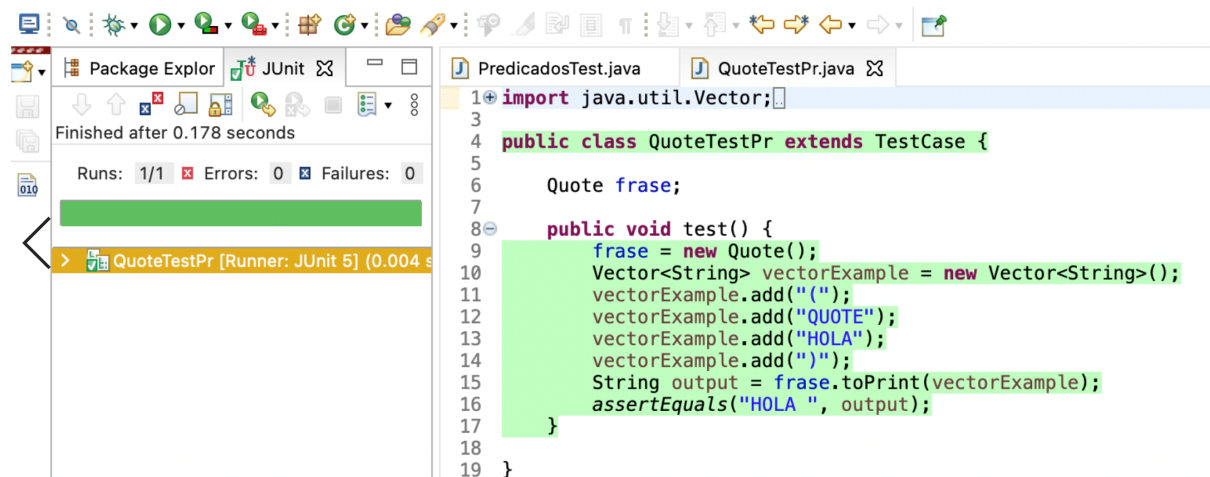 Package Explor JUnit
Finished after 0.178 seconds
Runs: 1/1 Errors: 0 Failures: 0
QuoteTestPr [Runner: JUnit 5] (0.004 s
010
PredicadosTest.java QuoteTestPr.java
1 import java.util.Vector;
3
4 public class QuoteTestPr extends TestCase {
5
6 Quote frase;
7
8 public void test() {
9 frase = new Quote();
10 Vector<String> vectorExample = new Vector<String>();
11 vectorExample.add("(");
12 vectorExample.add("QUOTE");
13 vectorExample.add("HOLA");
14 vectorExample.add(")");
15 String output = frase.toPrint(vectorExample);
16 assertEquals("HOLA ", output);
17 }
18
19 }